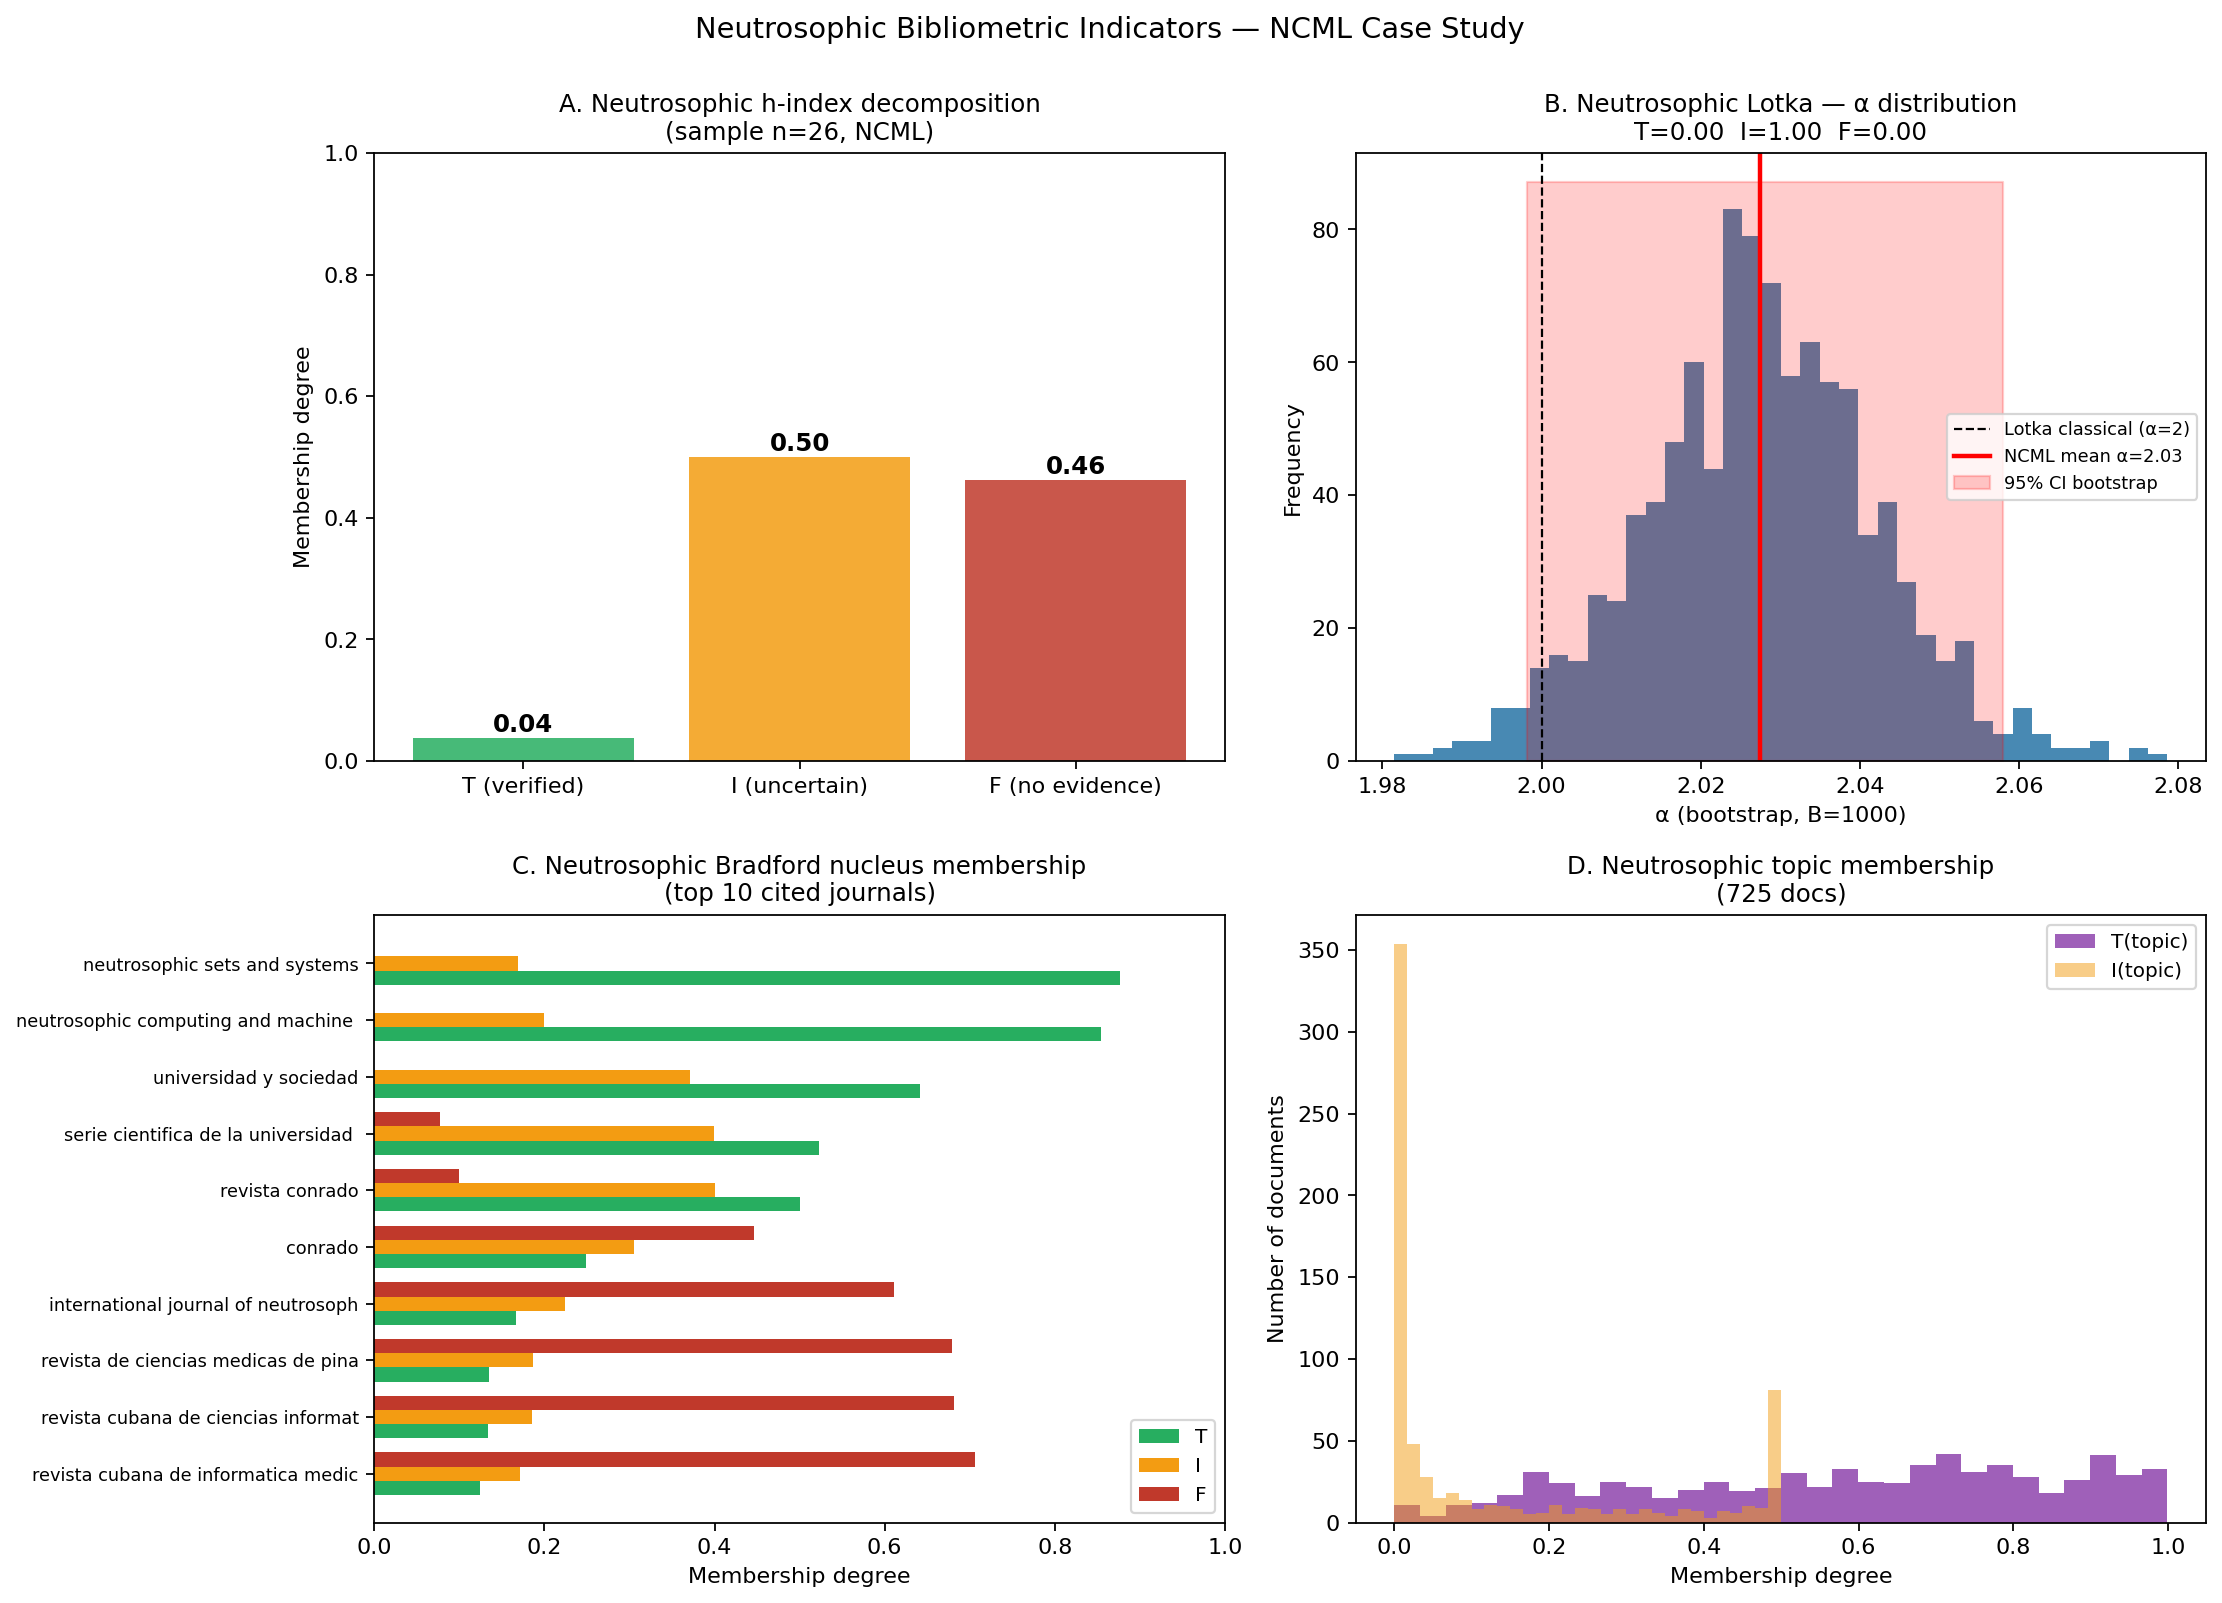 Neutrosophic Bibliometric Indicators — NCML Case Study
A. Neutrosophic h-index decomposition
(sample n=26, NCML)
1.0
0.8
0.6
0.4
0.2
0.0
Membership degree
0.04
0.50
0.46
T (verified)
I (uncertain)
F (no evidence)
B. Neutrosophic Lotka — α distribution
T=0.00 I=1.00 F=0.00
80
60
40
20
0
Frequency
Lotka classical (α=2)
NCML mean α=2.03
95% CI bootstrap
1.98
2.00
2.02
2.04
2.06
2.08
α (bootstrap, B=1000)
C. Neutrosophic Bradford nucleus membership
(top 10 cited journals)
neutrosophic sets and systems
neutrosophic computing and machine
universidad y sociedad
serie cientifica de la universidad
revista conrado
conrado
international journal of neutrosoph
revista de ciencias medicas de pina
revista cubana de ciencias informat
revista cubana de informatica medic
T
I
F
0.0
0.2
0.4
0.6
0.8
1.0
Membership degree
D. Neutrosophic topic membership
(725 docs)
350
300
250
200
150
100
50
0
Number of documents
T(topic)
I(topic)
0.0
0.2
0.4
0.6
0.8
1.0
Membership degree